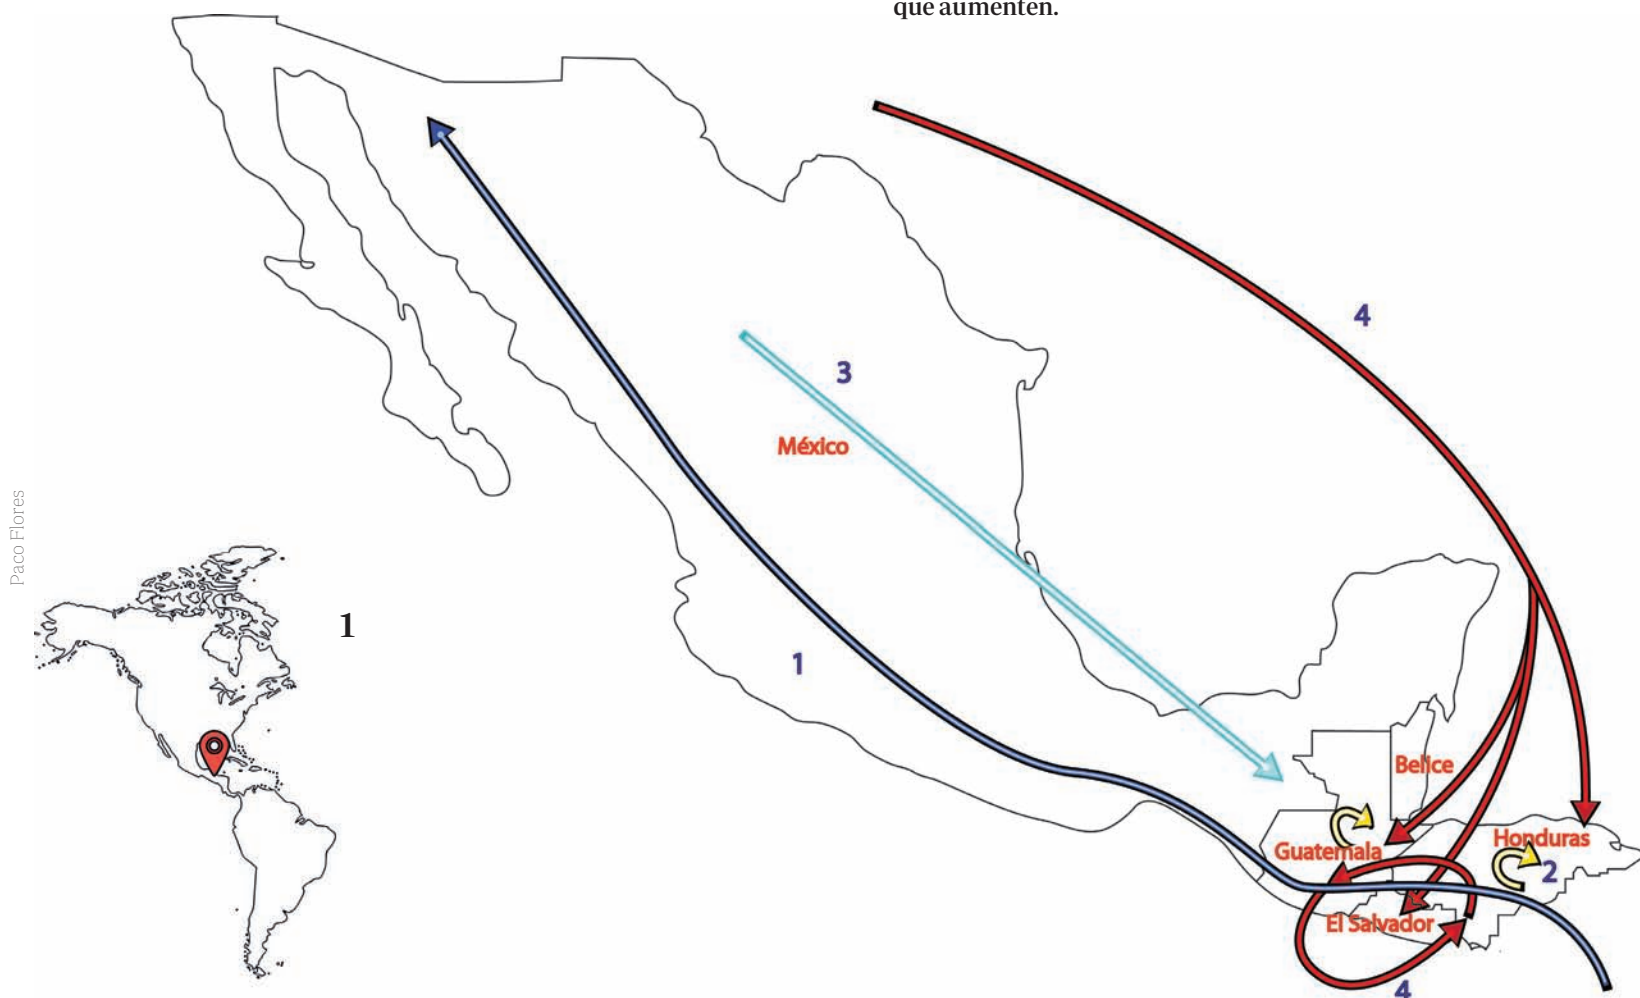 que aumenten.
4
3
México
Paco Flores
1
1
Belice
Honduras
Guatemala
2
El Salvador
4